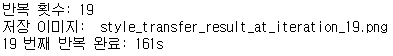 반복 횟수: 19
저장 이미지: style_transfer_result_at_iteration_19.png
19 번째 반복 완료: 161s